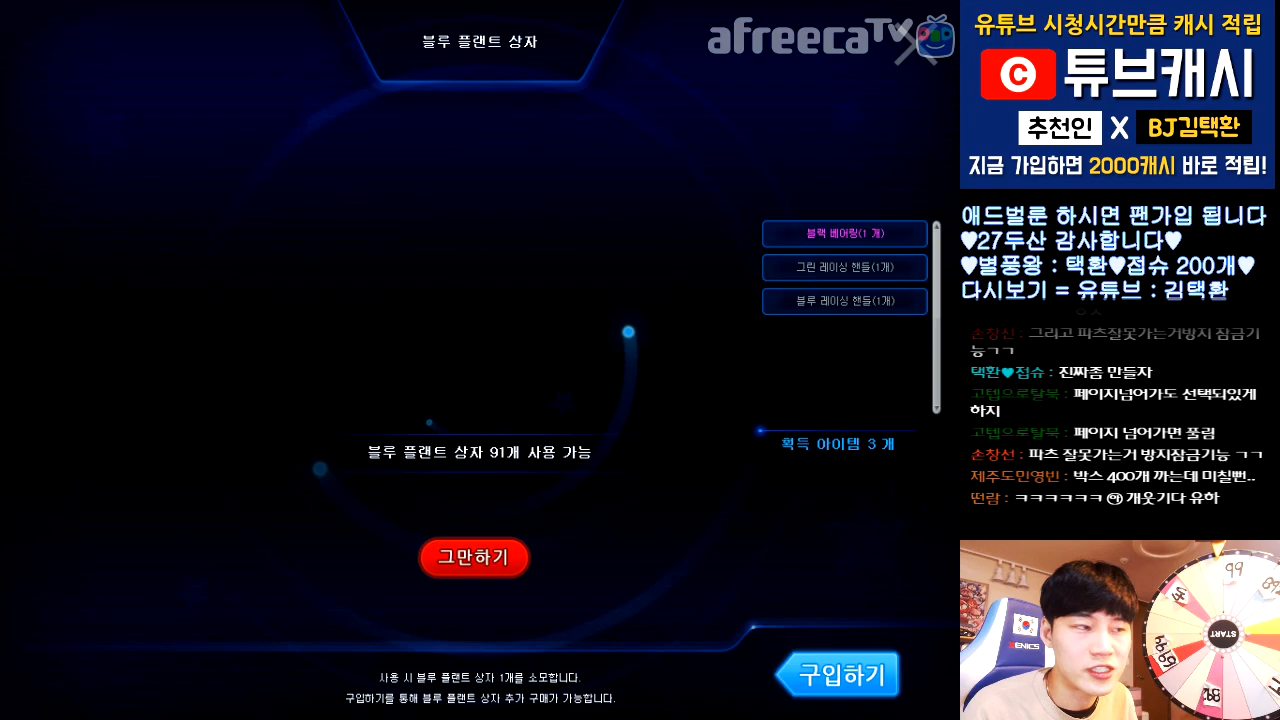 블루 플랜트 상자
afreecaTV
블랙 베어링(1 개)
그린 레이싱 핸들(1개)
블루 레이싱 핸들(1개)
블루 플랜트 상자 91개 사용 가능
획득 아이템 3 개
그만하기
구입하기
사용 시 블루 플랜트 상자 1개를 소모합니다.
구입하기를 통해 블루 플랜트 상자 추가 구매가 가능합니다.
유튜브 시청시간만큼 캐시 적립
C 튜브캐시
추천인 X BJ김택환
지금 가입하면 2000캐시 바로 적립!
애드벌룬 하시면 팬가입 됩니다
♥27두산 감사합니다♥
♥별풍왕 : 택환♥접슈 200개♥
다시보기 = 유튜브 : 김택환
손창선 : 그리고 파츠잘못가는거방지 잠금기
능ㄱㄱ
택환♥접슈 : 진짜좀 만들자
고텝으로탈북 : 페이지넘어가도 선택되있게
하지
고텝으로탈북 : 페이지 넘어가면 풀림
손창선 : 파츠 잘못가는거 방지잠금기능 ㄱㄱ
제주도민영빈 : 박스 400개 까는데 미칠뻔..
떤람 : ㅋㅋㅋㅋㅋㅋ 개웃기다 유하
XENICS
99
START